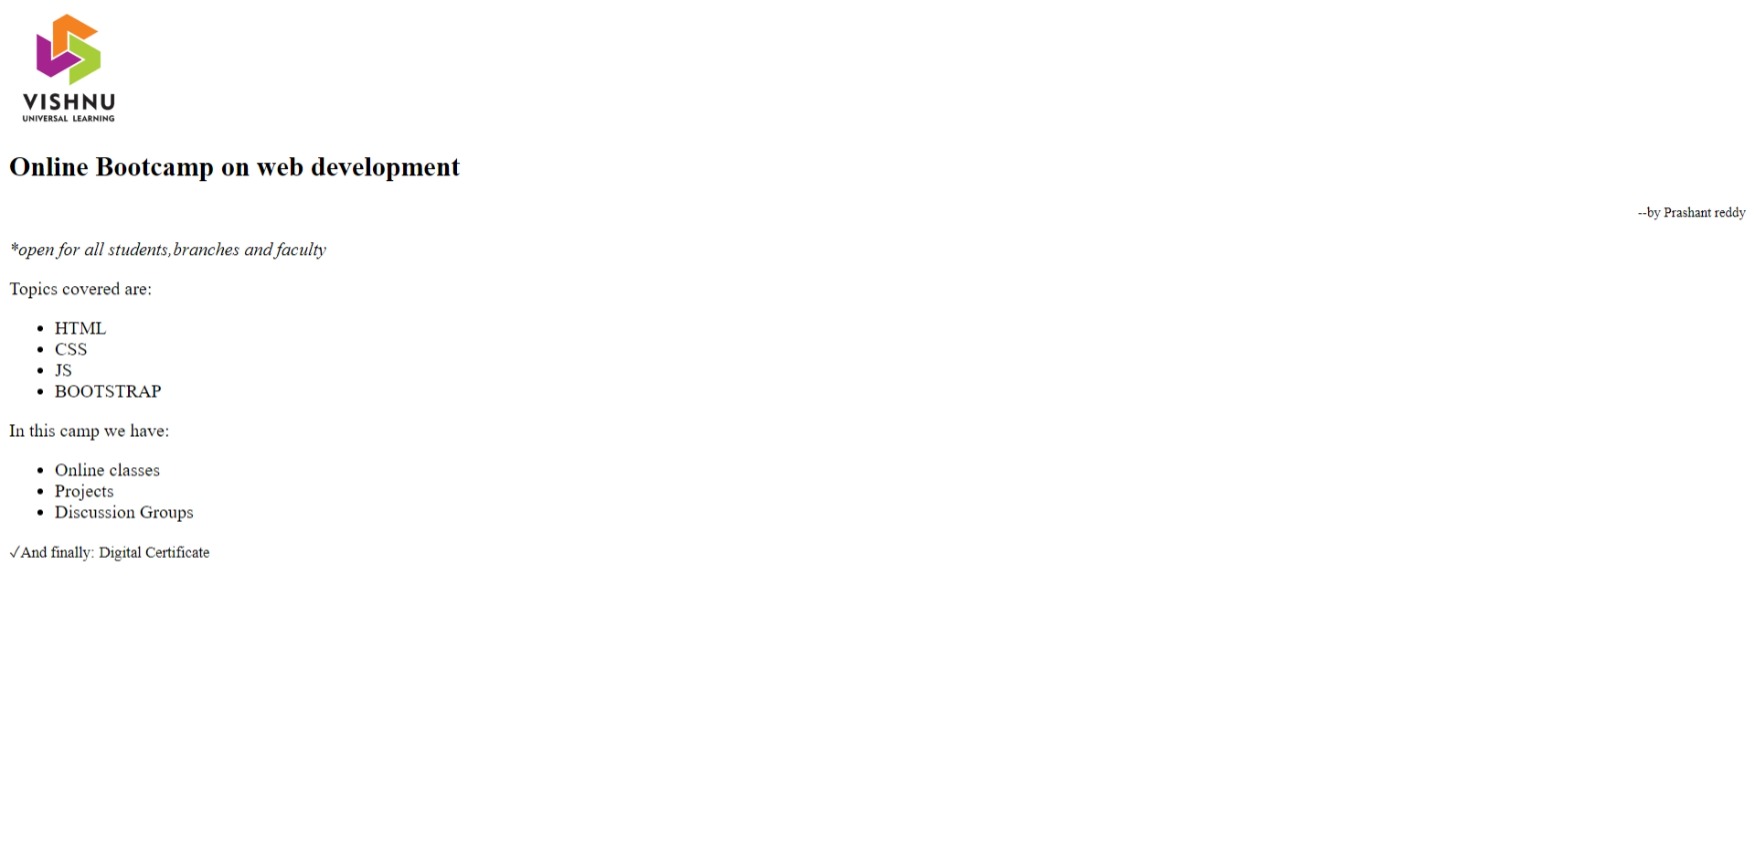 VISHNU
UNIVERSAL LEARNING
Online Bootcamp on web development
--by Prashant reddy
*open for all students,branches and faculty
Topics covered are:
• HTML
• CSS
• JS
• BOOTSTRAP
In this camp we have:
• Online classes
• Projects
• Discussion Groups
✓And finally: Digital Certificate